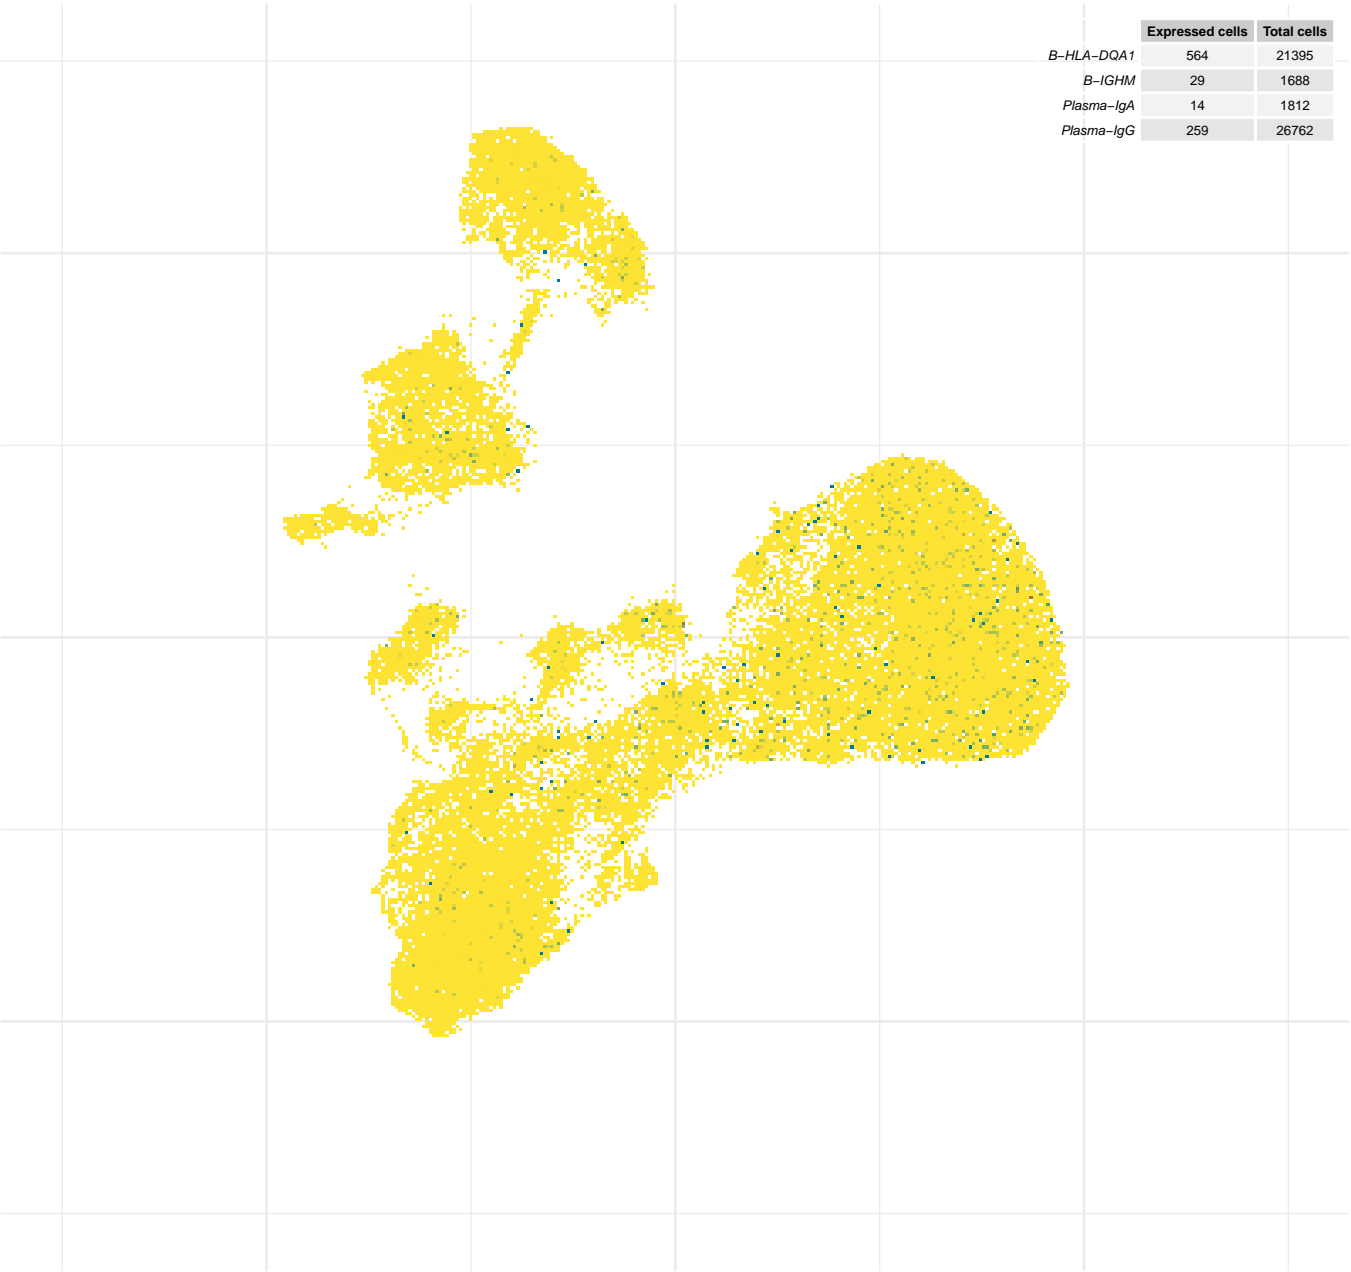 Expressed cells Total cells
B−HLA−DQA1 564 21395
B−IGHM 29 1688
Plasma−IgA 14 1812
Plasma−IgG 259 26762